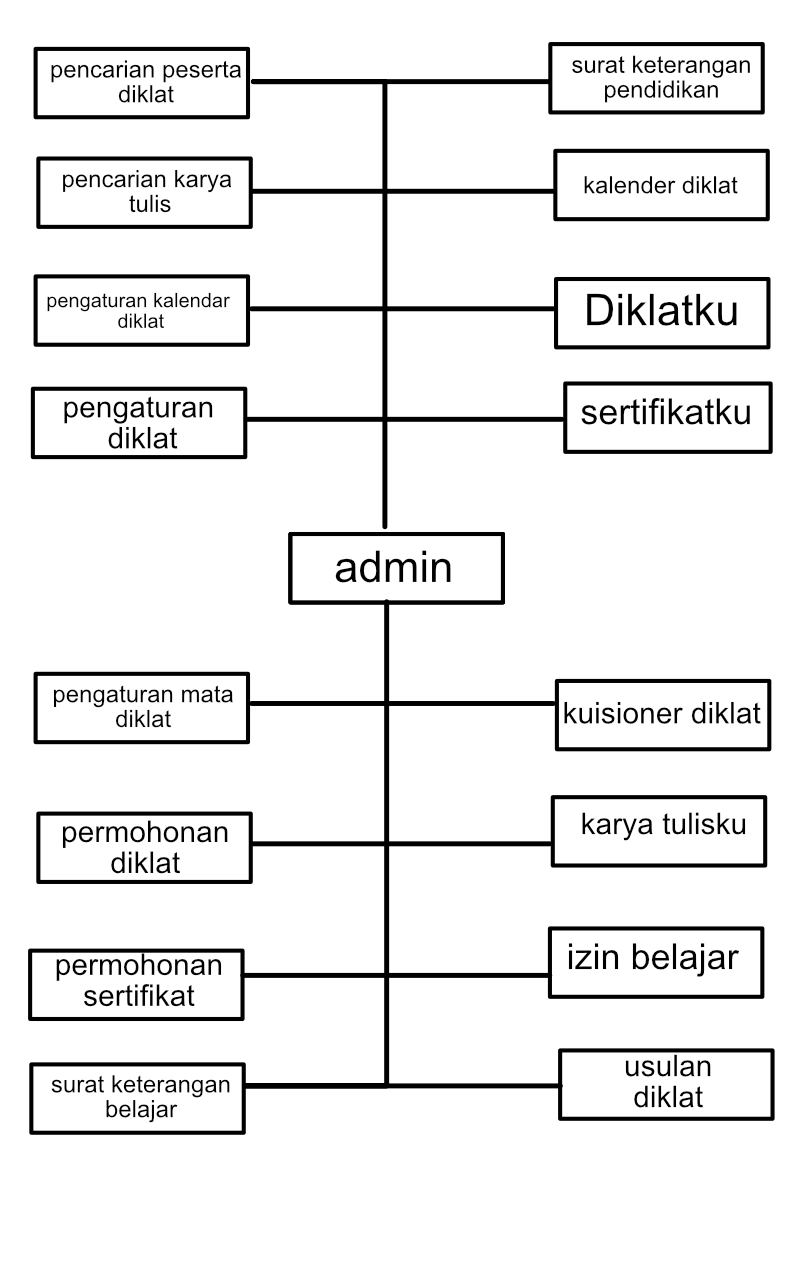 pencarian peserta
diklat
surat keterangan
pendidikan
pencarian karya
tulis
kalender diklat
pengaturan kalendar
diklat
Diklatku
pengaturan
diklat
sertifikatku
admin
pengaturan mata
diklat
kuisioner diklat
permohonan
diklat
karya tulisku
permohonan
sertifikat
izin belajar
surat keterangan
belajar
usulan
diklat